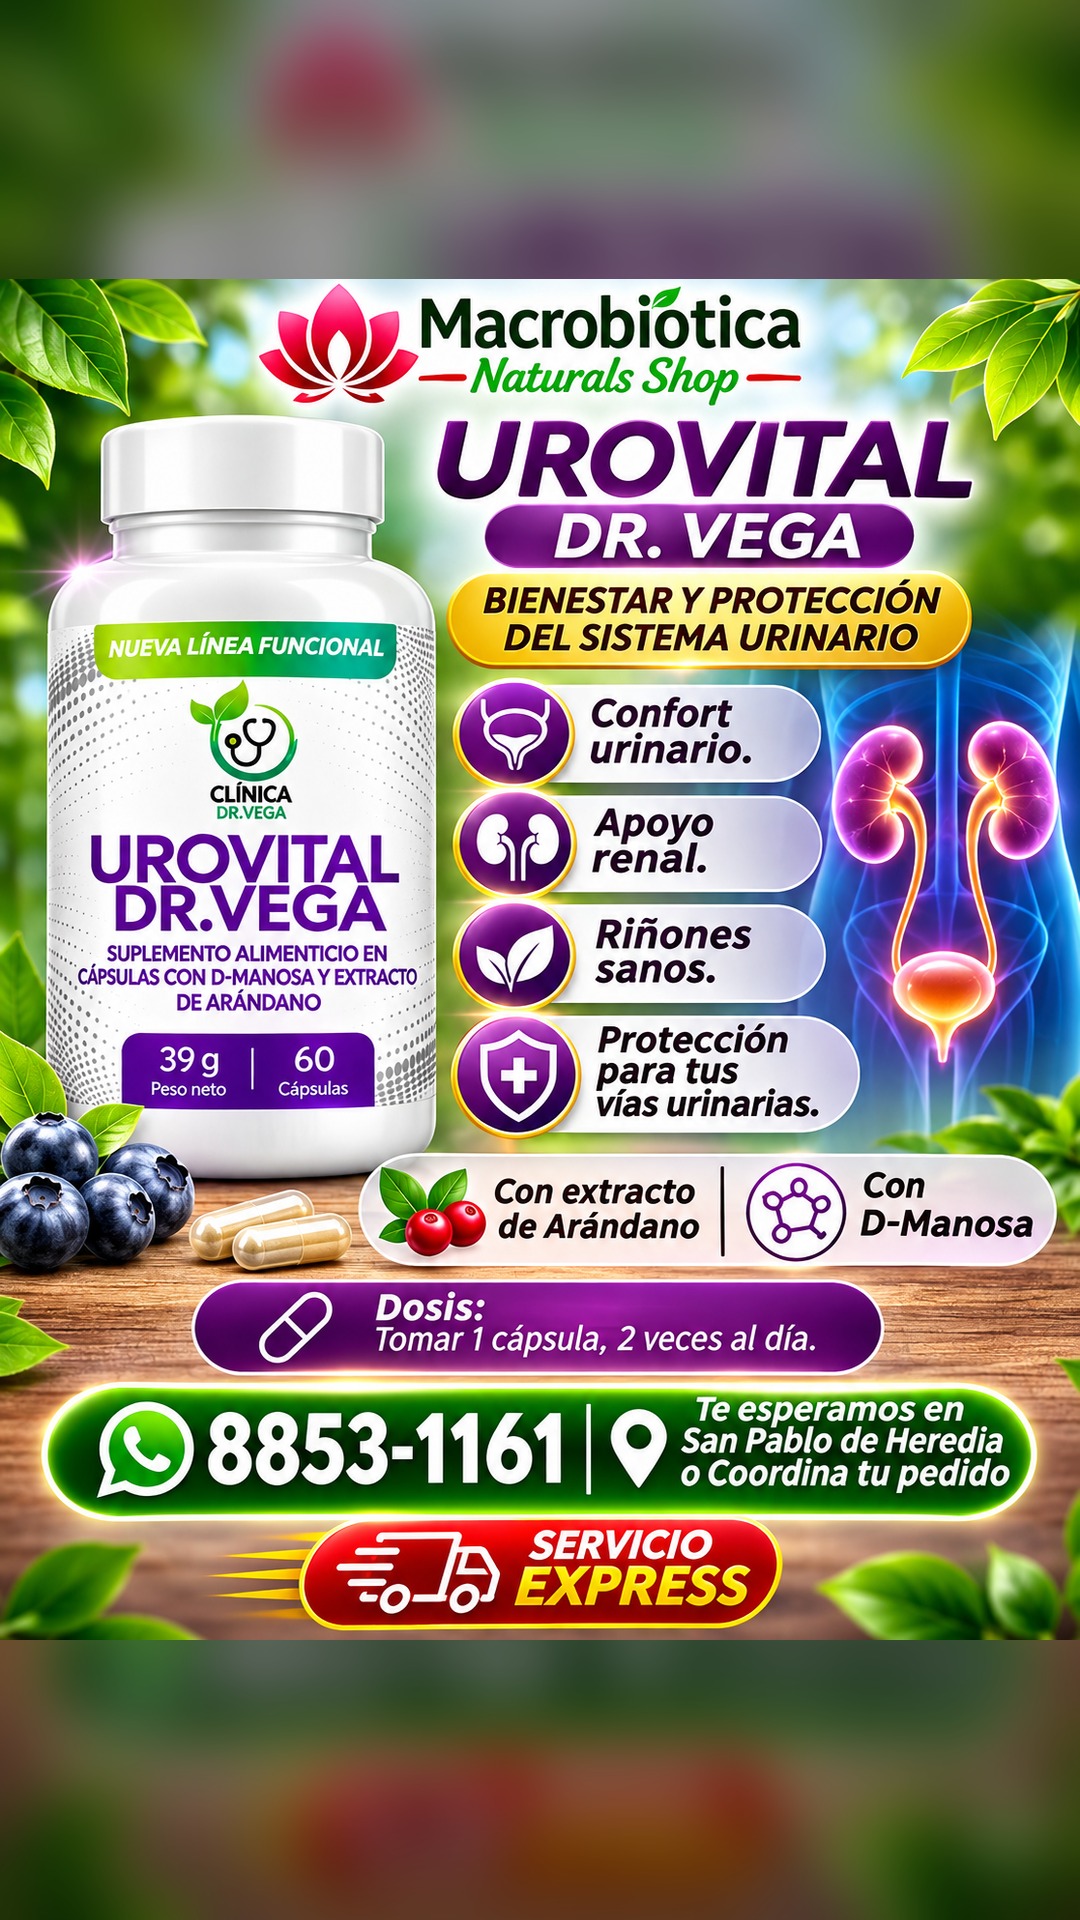 Macrobiótica
Naturals Shop
UROVITAL
DR. VEGA
BIENESTAR Y PROTECCIÓN
DEL SISTEMA URINARIO
NUEVA LÍNEA FUNCIONAL
CLÍNICA
DR.VEGA
UROVITAL
DR.VEGA
SUPLEMENTO ALIMENTICIO EN
CÁPSULAS CON D-MANOSA Y EXTRACTO
DE ARÁNDANO
39 g | 60
Peso neto Cápsulas
Confort
urinario.
Apoyo
renal.
Riñones
sanos.
Protección
para tus
vías urinarias.
Con extracto
de Arándano
Con
D-Manosa
Dosis:
Tomar 1 cápsula, 2 veces al día.
8853-1161
Te esperamos en
San Pablo de Heredia
o Coordina tu pedido
SERVICIO
EXPRESS